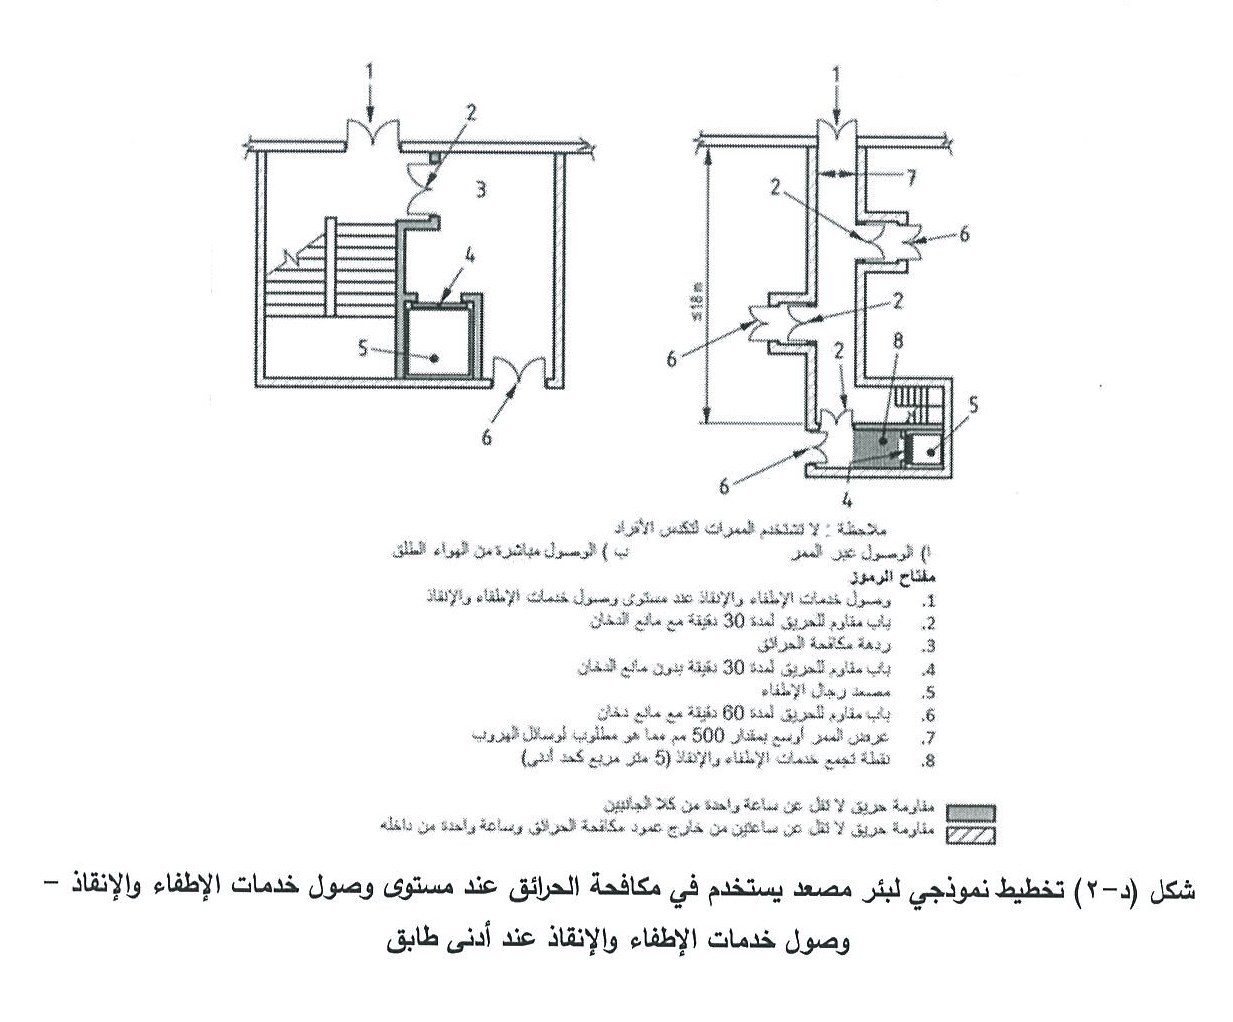 1
1
2
3
4
5
6
7
2
6
2
6
2
8
5
6
4
≤18 m
ملاحظة : لا تشتخدم الممرات لتكدس الأفراد
ا) الوصول عبر الممر ب ) الوصول مباشرة من الهواء الطلق
مفتاح الرموز
1. وصول خدمات الإطفاء والإنقاذ عند مستوى وصول خدمات الإطفاء والإنقاذ
2. باب مقاوم للحريق لمدة 30 دقيقة مع مانع الدخان
3. ردهة مكافحة الحرائق
4. باب مقاوم للحريق لمدة 30 دقيقة بدون مانع الدخان
5. مصعد رجال الإطفاء
6. باب مقاوم للحريق لمدة 60 دقيقة مع مانع دخان
7. عرض الممر أوسع بمقدار 500 مم مما هو مطلوب لوسائل الهروب
8. نقطة تجمع خدمات الإطفاء والإنقاذ (5 متر مربع كحد أدنى)
مقاومة حريق لا تقل عن ساعة واحدة من كلا الجانبين
مقاومة حريق لا تقل عن ساعتين من خارج عمود مكافحة الحرائق وساعة واحدة من داخله
شكل (د-٢) تخطيط نموذجي لبئر مصعد يستخدم في مكافحة الحرائق عند مستوى وصول خدمات الإطفاء والإنقاذ –
وصول خدمات الإطفاء والإنقاذ عند أدنى طابق